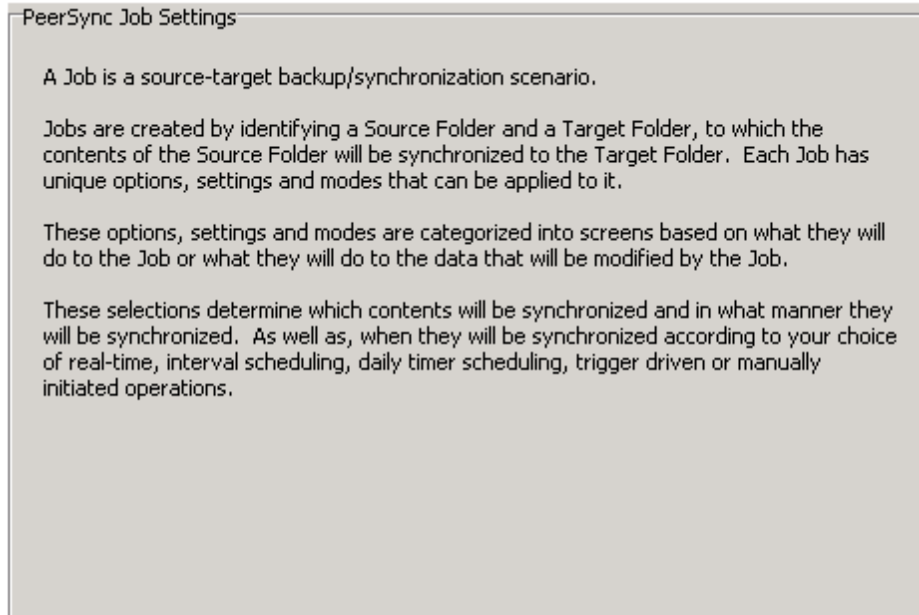 PeerSync Job Settings
A Job is a source-target backup/synchronization scenario.
Jobs are created by identifying a Source Folder and a Target Folder, to which the
contents of the Source Folder will be synchronized to the Target Folder.  Each Job has
unique options, settings and modes that can be applied to it.
These options, settings and modes are categorized into screens based on what they will
do to the Job or what they will do to the data that will be modified by the Job.
These selections determine which contents will be synchronized and in what manner they
will be synchronized.  As well as, when they will be synchronized according to your choice
of real-time, interval scheduling, daily timer scheduling, trigger driven or manually
initiated operations.